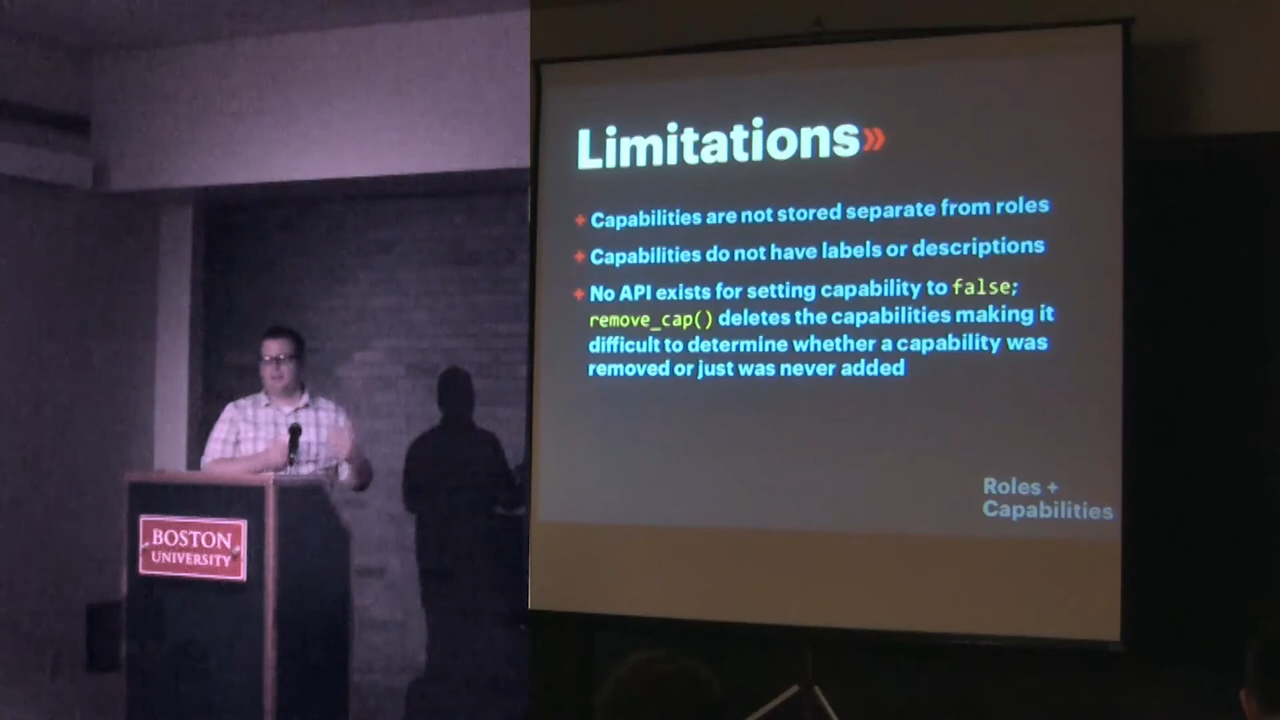 Limitations»
+ Capabilities are not stored separate from roles
+ Capabilities do not have labels or descriptions
+ No API exists for setting capability to false;
remove_cap() deletes the capabilities making it
difficult to determine whether a capability was
removed or just was never added
Roles +
Capabilities
BOSTON
UNIVERSITY